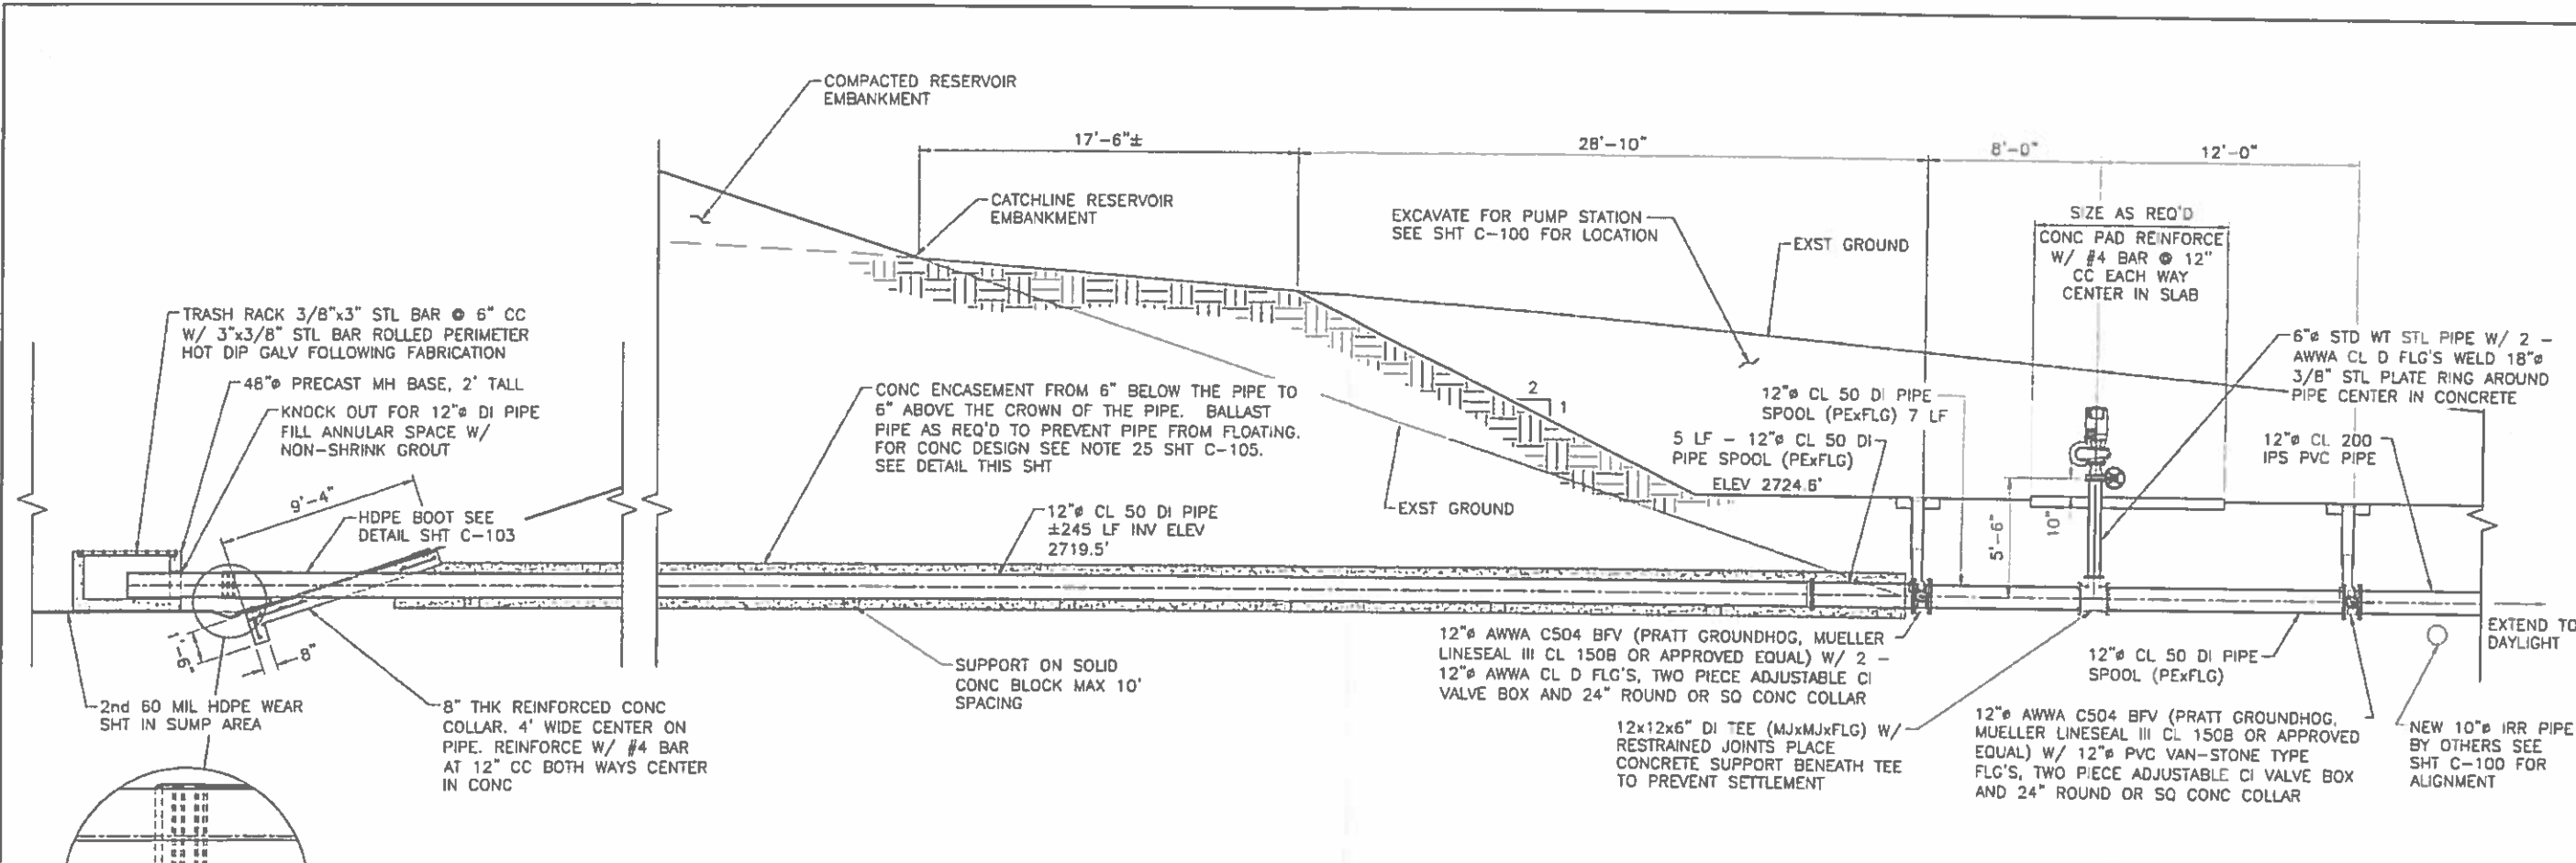 COMPACTED RESERVOIR
EMBANKMENT
17'-6"±
28'-10"
8'-0"
12'-0"
CATCHLINE RESERVOIR
EMBANKMENT
EXCAVATE FOR PUMP STATION
SEE SHT C-100 FOR LOCATION
EXST GROUND
SIZE AS REQ'D
CONC PAD REINFORCE
W/ #4 BAR @ 12"
CC EACH WAY
CENTER IN SLAB
TRASH RACK 3/8"x3" STL BAR @ 6" CC
W/ 3"x3/8" STL BAR ROLLED PERIMETER
HOT DIP GALV FOLLOWING FABRICATION
48"ø PRECAST MH BASE, 2' TALL
KNOCK OUT FOR 12"ø DI PIPE
FILL ANNULAR SPACE W/
NON-SHRINK GROUT
9'-4"
HDPE BOOT SEE
DETAIL SHT C-103
CONC ENCASEMENT FROM 6" BELOW THE PIPE TO
6" ABOVE THE CROWN OF THE PIPE. BALLAST
PIPE AS REQ'D TO PREVENT PIPE FROM FLOATING.
FOR CONC DESIGN SEE NOTE 25 SHT C-105.
SEE DETAIL THIS SHT
12"ø CL 50 DI PIPE
±245 LF INV ELEV
2719.5'
2
1
EXST GROUND
12"ø CL 50 DI PIPE
SPOOL (PExFLG) 7 LF
5 LF - 12"ø CL 50 DI
PIPE SPOOL (PExFLG)
ELEV 2724.6'
6"ø STD WT STL PIPE W/ 2 -
AWWA CL D FLG'S WELD 18"ø
3/8" STL PLATE RING AROUND
PIPE CENTER IN CONCRETE
12"ø CL 200
IPS PVC PIPE
5'-6"
10"
8"
2nd 60 MIL HDPE WEAR
SHT IN SUMP AREA
8" THK REINFORCED CONC
COLLAR. 4' WIDE CENTER ON
PIPE. REINFORCE W/ #4 BAR
AT 12" CC BOTH WAYS CENTER
IN CONC
SUPPORT ON SOLID
CONC BLOCK MAX 10'
SPACING
12"ø AWWA C504 BFV (PRATT GROUNDHOG, MUELLER
LINESEAL III CL 150B OR APPROVED EQUAL) W/ 2 -
12"ø AWWA CL D FLG'S, TWO PIECE ADJUSTABLE CI
VALVE BOX AND 24" ROUND OR SQ CONC COLLAR
12x12x6" DI TEE (MJxMJxFLG) W/
RESTRAINED JOINTS PLACE
CONCRETE SUPPORT BENEATH TEE
TO PREVENT SETTLEMENT
12"ø CL 50 DI PIPE
SPOOL (PExFLG)
12"ø AWWA C504 BFV (PRATT GROUNDHOG,
MUELLER LINESEAL III CL 150B OR APPROVED
EQUAL) W/ 12"ø PVC VAN-STONE TYPE
FLG'S, TWO PIECE ADJUSTABLE CI VALVE BOX
AND 24" ROUND OR SQ CONC COLLAR
EXTEND TO
DAYLIGHT
NEW 10"ø IRR PIPE
BY OTHERS SEE
SHT C-100 FOR
ALIGNMENT